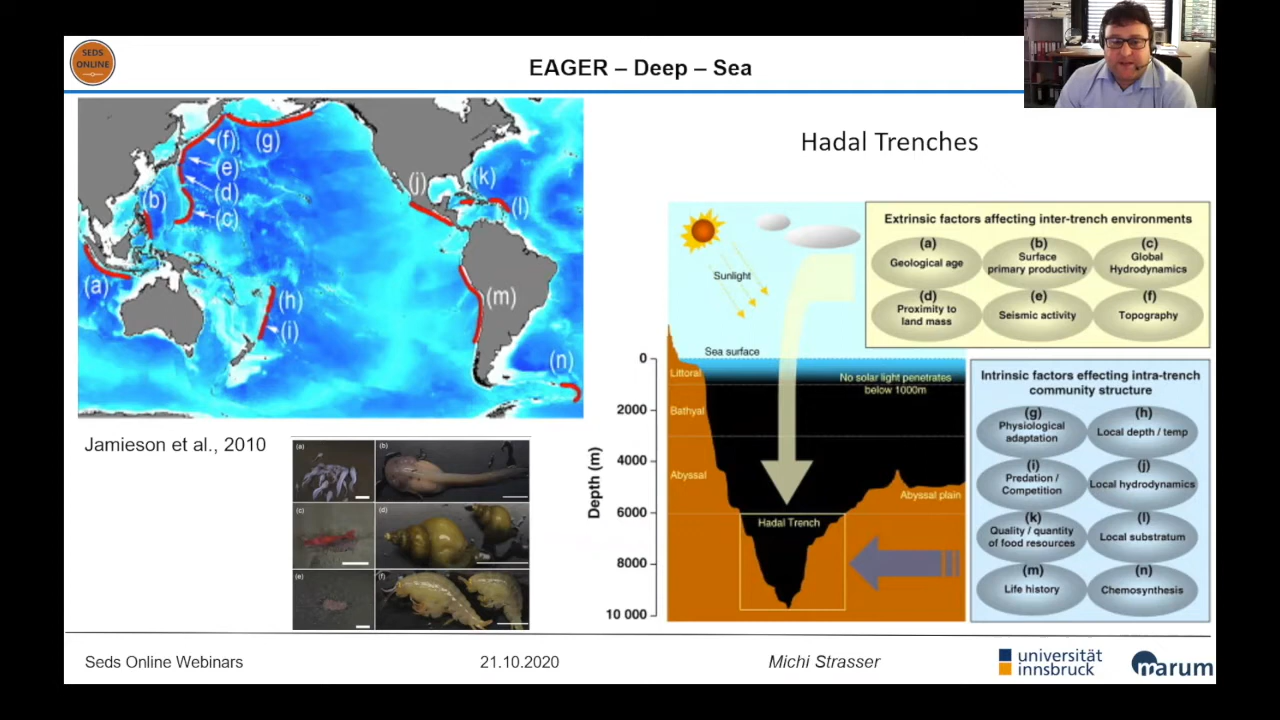 SEDS
ONLINE
EAGER – Deep – Sea
(f)
(g)
(e)
(d)
(c)
(b)
(a)
(h)
(i)
(j)
(k)
(l)
(m)
(n)
Jamieson et al., 2010
(a)
(b)
(c)
(d)
(e)
(f)
Hadal Trenches
Sunlight
Sea surface
0
2000
4000
6000
8000
10 000
Depth (m)
Littoral
Bathyal
Abyssal
No solar light penetrates
below 1000m
Abyssal plain
Hadal Trench
Extrinsic factors affecting inter-trench environments
(a)
Geological age
(b)
Surface
primary productivity
(c)
Global
Hydrodynamics
(d)
Proximity to
land mass
(e)
Seismic activity
(f)
Topography
Intrinsic factors effecting intra-trench
community structure
(g)
Physiological
adaptation
(h)
Local depth / temp
(i)
Predation /
Competition
(j)
Local hydrodynamics
(k)
Quality / quantity
of food resources
(l)
Local substratum
(m)
Life history
(n)
Chemosynthesis
Seds Online Webinars
21.10.2020
Michi Strasser
universität
innsbruck
marum